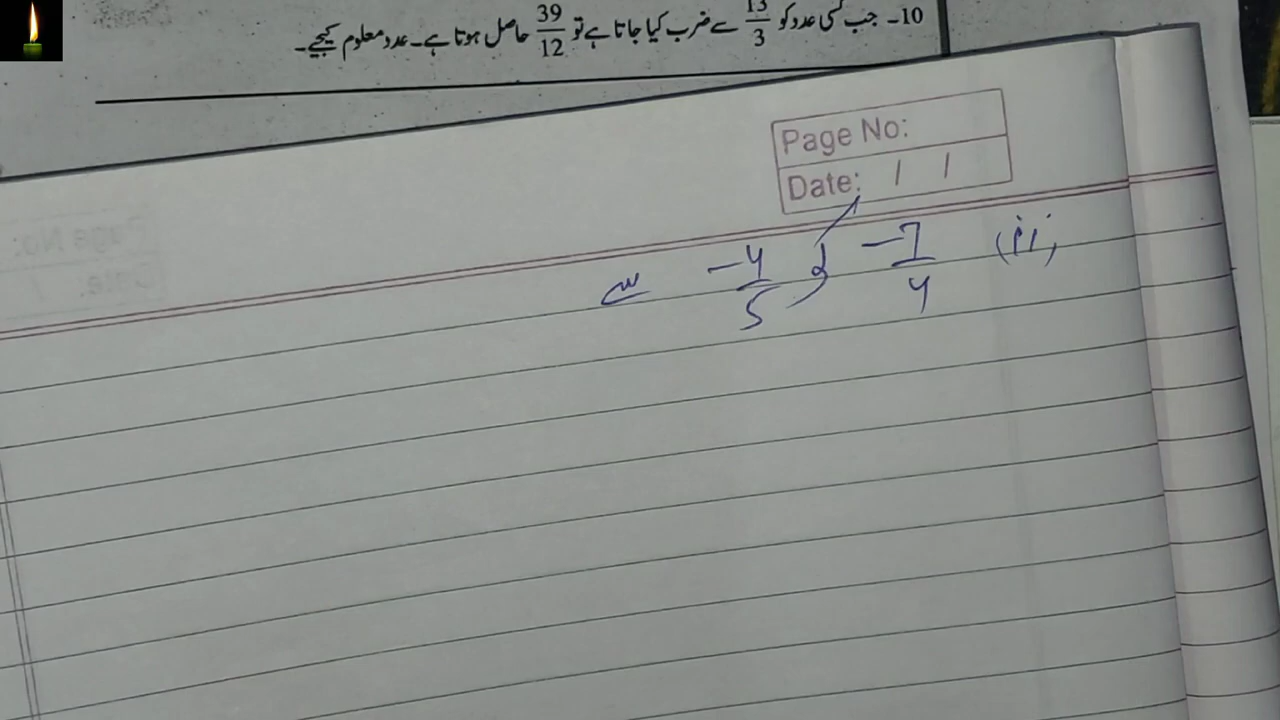 10۔ جب کسی عدد کو 13/3 سے ضرب کیا جاتا ہے تو 39/12 حاصل ہوتا ہے۔ عدد معلوم کیجیے۔
Page No:
Date: / /
(ii) -7/4 کو -4/5 سے